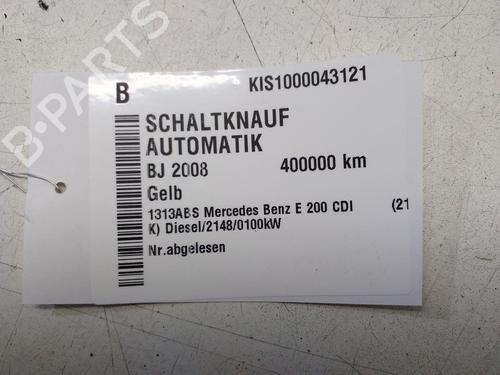 B KIS1000043121
SCHALTKNAUF
AUTOMATIK
BJ 2008 400000 km
Gelb
1313ABS Mercedes Benz E 200 CDI (21
K) Diesel/2148/0100kW
Nr.abgelesen
B-PARTS